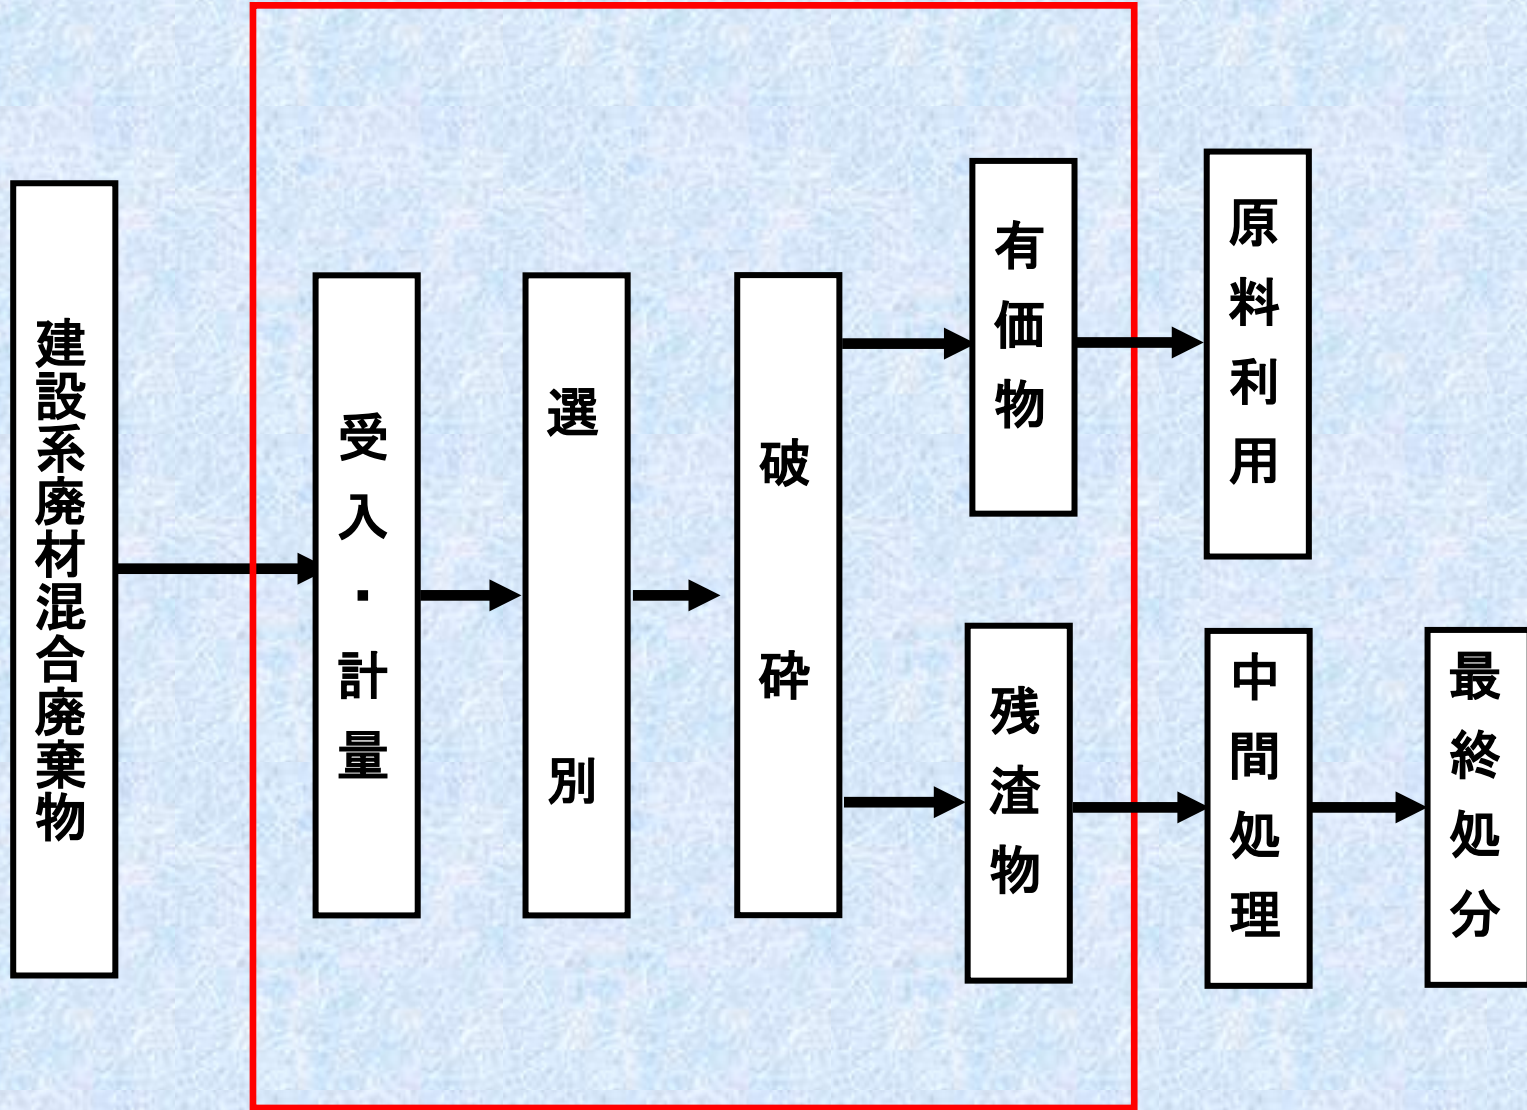 建設系廃材混合廃棄物
受入・計量
選別
破砕
有価物
原料利用
残渣物
中間処理
最終処分